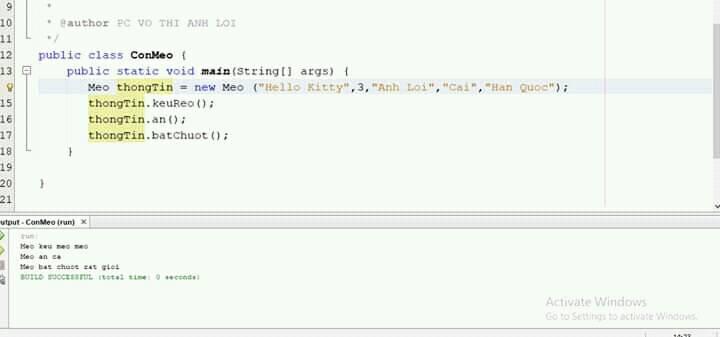 9 *
10 * @author PC VO THI ANH LOI
11 */
12 public class ConMeo {
13 public static void main(String[] args) {
Meo thongTin = new Meo ("Hello Kitty",3,"Anh Loi","Cai","Han Quoc");
15 thongTin.keuReo();
16 thongTin.an();
17 thongTin.batChuot();
18 }
19
20 }
21
utput - ConMeo (run) ×
run:
Meo keu meo meo
Meo an ca
Meo bat chuot rat gioi
BUILD SUCCESSFUL (total time: 0 seconds)
Activate Windows
Go to Settings to activate Windows.